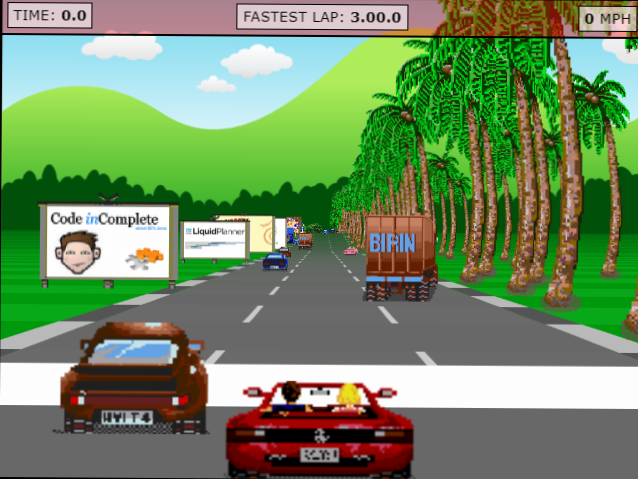 TIME: 0.0
FASTEST LAP: 3.00.0
0 MPH
Code inComplete
LiquidPlanner
BIRIN